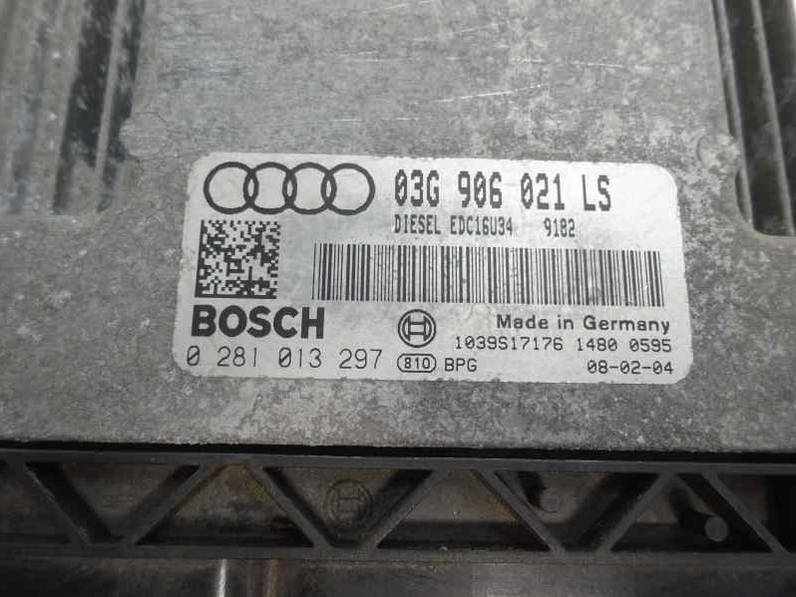 03G 906 021 LS
DIESEL EDC16U34 9182
BOSCH
Made in Germany
1039S17176 1480 0595
0 281 013 297 810 BPG 08-02-04